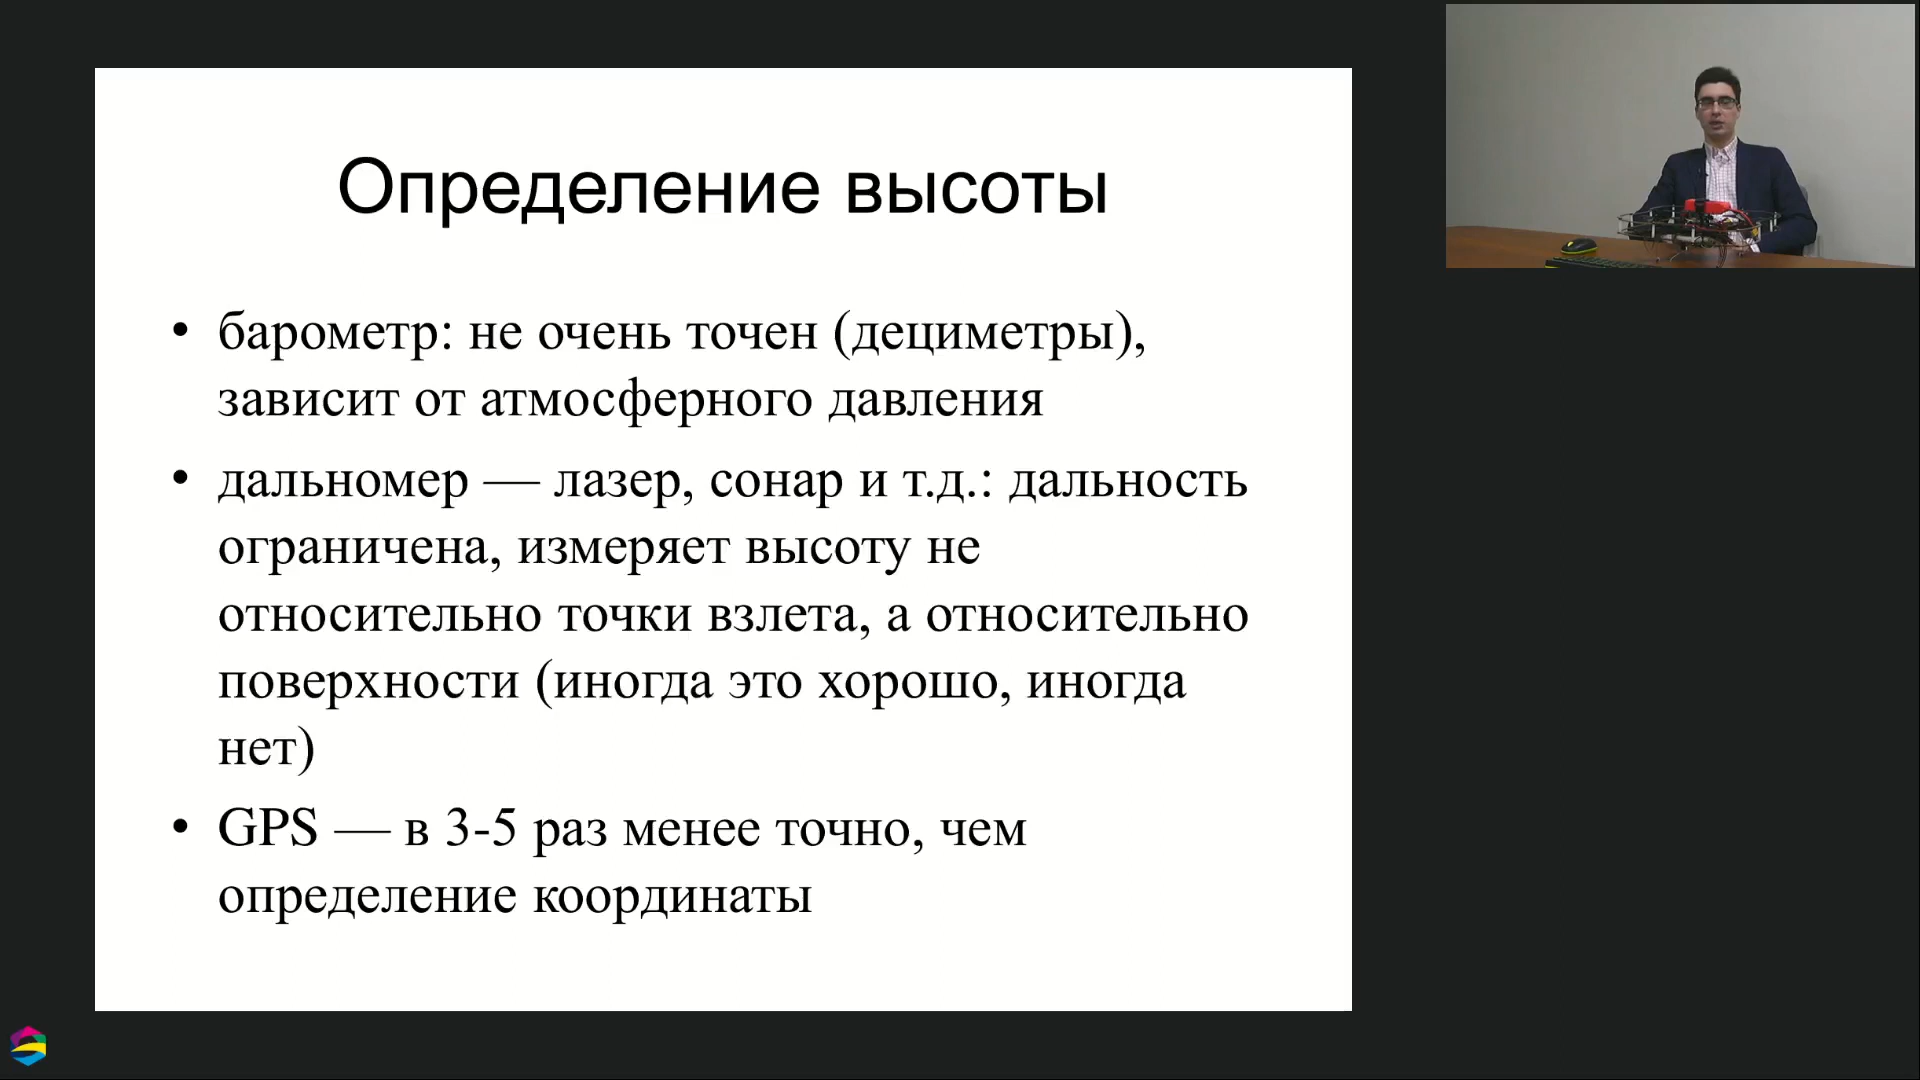 Определение высоты
• барометр: не очень точен (дециметры),
зависит от атмосферного давления
• дальномер — лазер, сонар и т.д.: дальность
ограничена, измеряет высоту не
относительно точки взлета, а относительно
поверхности (иногда это хорошо, иногда
нет)
• GPS — в 3-5 раз менее точно, чем
определение координаты